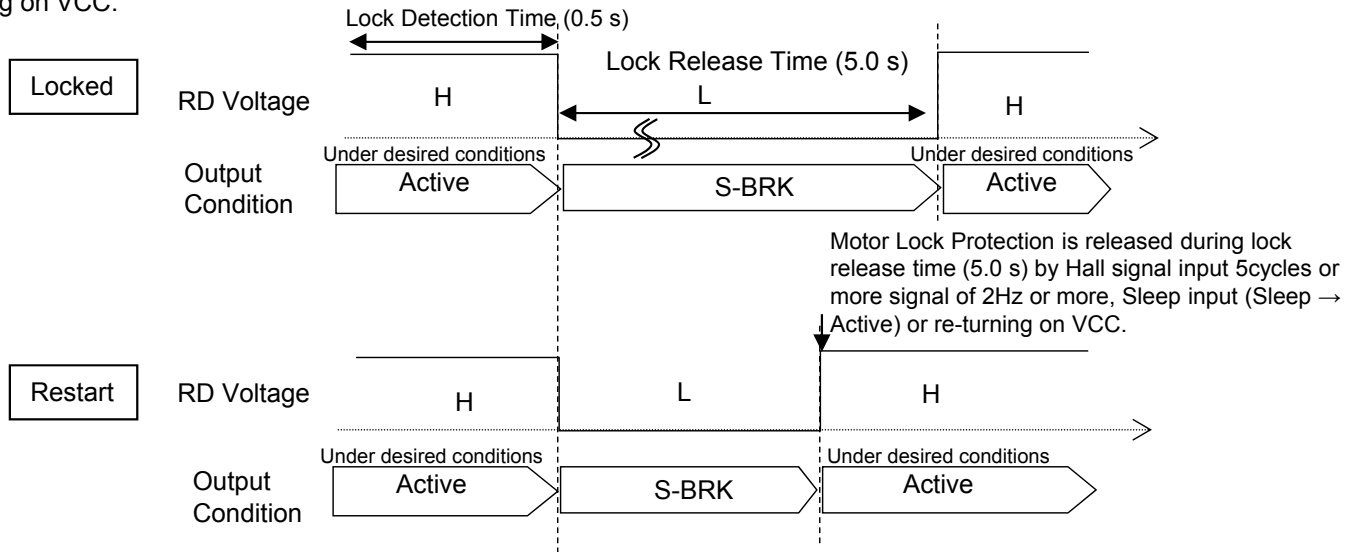 g on VCC.
Lock Detection Time (0.5 s)
Lock Release Time (5.0 s)
Locked
RD Voltage
H
L
H
Under desired conditions
Under desired conditions
Output
Condition
Active
S-BRK
Active
Motor Lock Protection is released during lock
release time (5.0 s) by Hall signal input 5cycles or
more signal of 2Hz or more, Sleep input (Sleep →
Active) or re-turning on VCC.
Restart
RD Voltage
H
L
H
Under desired conditions
Under desired conditions
Output
Condition
Active
S-BRK
Active